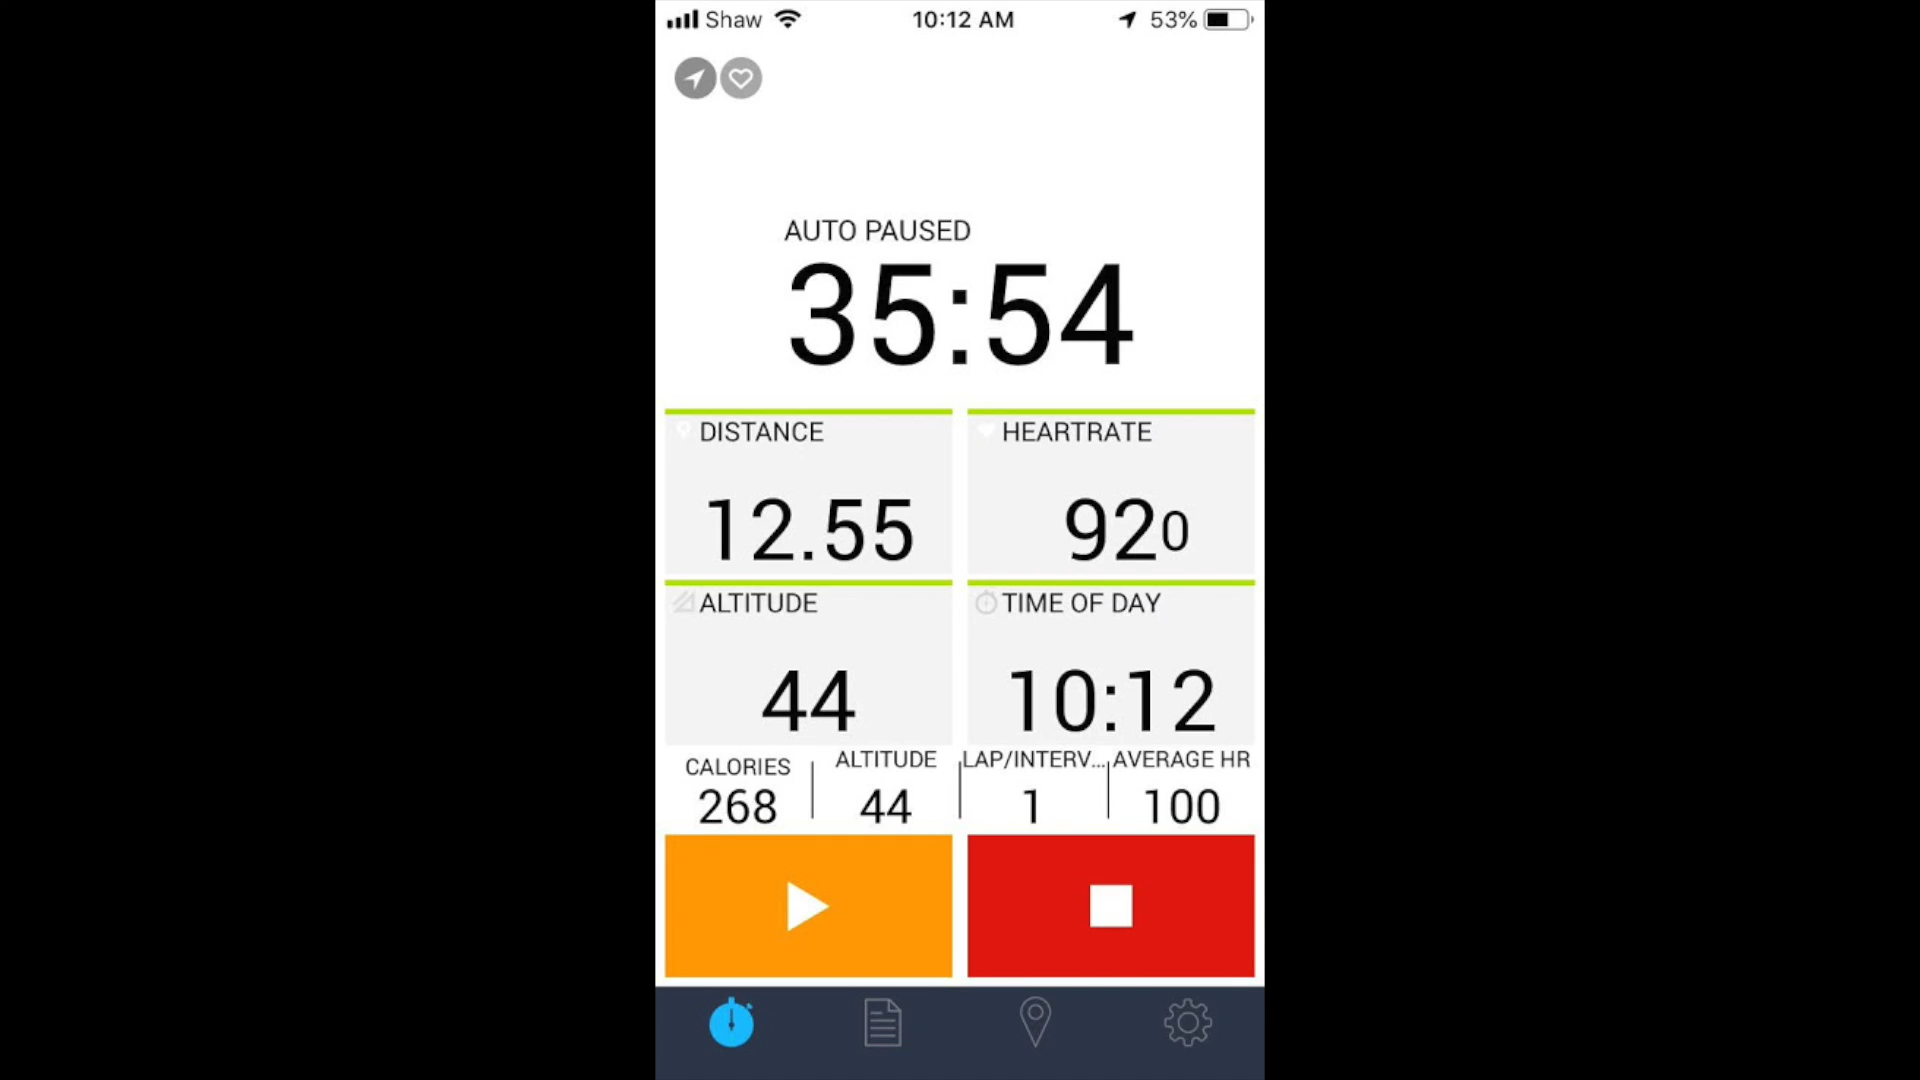 Shaw 10:12 AM 53%
AUTO PAUSED
35:54
DISTANCE HEARTRATE
12.55 920
ALTITUDE TIME OF DAY
44 10:12
CALORIES ALTITUDE LAP/INTERV... AVERAGE HR
268 44 1 100